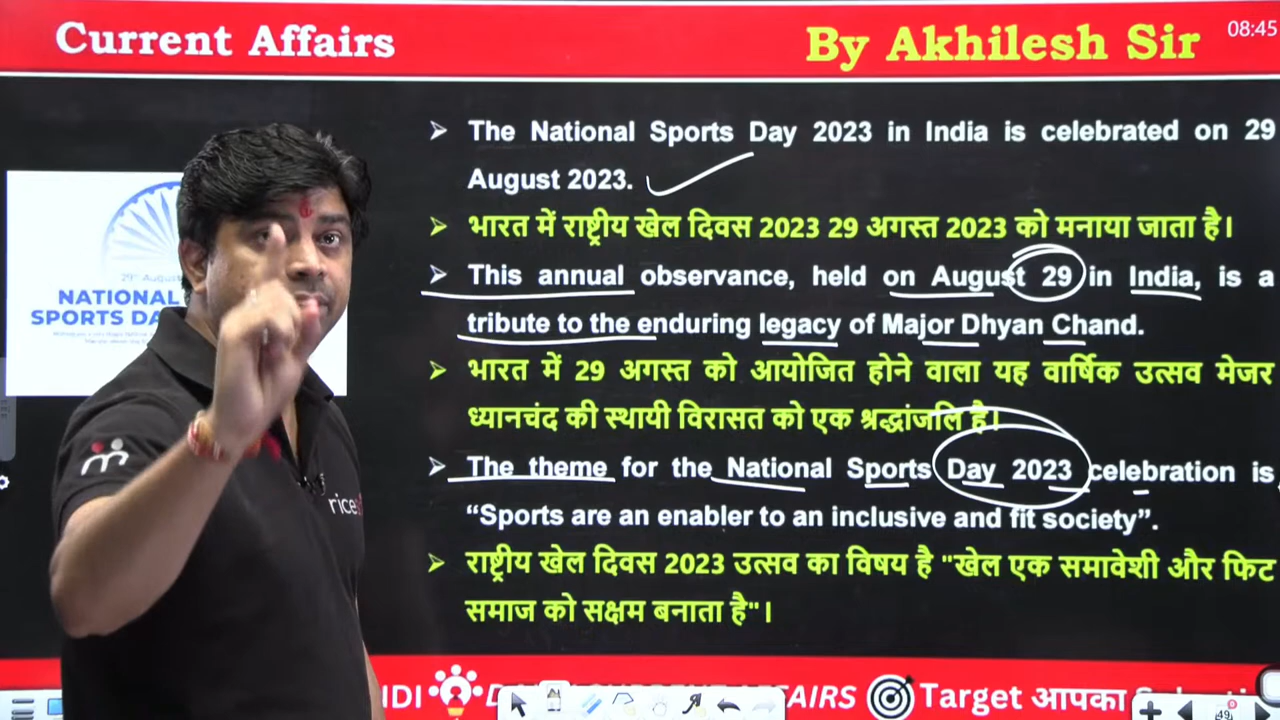 Current Affairs
By Akhilesh Sir
08:45
➢ The National Sports Day 2023 in India is celebrated on 29
August 2023.
➢ भारत में राष्ट्रीय खेल दिवस 2023 29 अगस्त 2023 को मनाया जाता है।
➢ This annual observance, held on August 29 in India, is a
tribute to the enduring legacy of Major Dhyan Chand.
➢ भारत में 29 अगस्त को आयोजित होने वाला यह वार्षिक उत्सव मेजर
ध्यानचंद की स्थायी विरासत को एक श्रद्धांजलि है।
➢ The theme for the National Sports Day 2023 celebration is
“Sports are an enabler to an inclusive and fit society”.
➢ राष्ट्रीय खेल दिवस 2023 उत्सव का विषय है "खेल एक समावेशी और फिट
समाज को सक्षम बनाता है"।
29th August
NATIONAL
SPORTS DA
rice
NDI
AFFAIRS
Target आपका
49